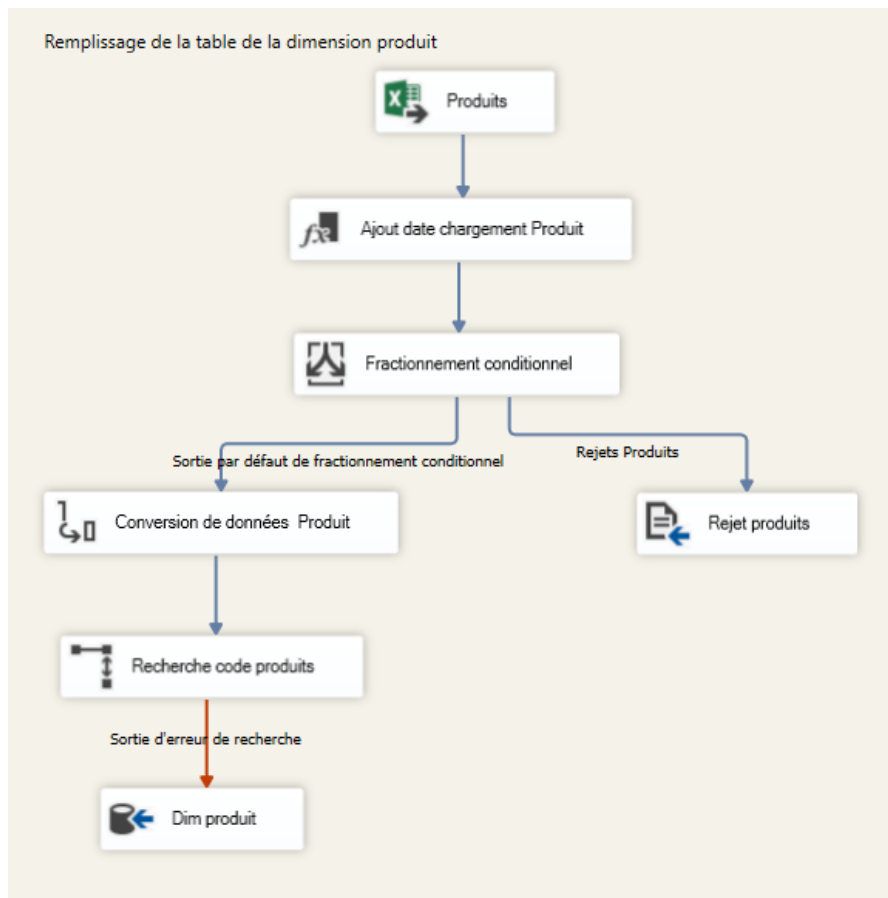 Remplissage de la table de la dimension produit
Produits
Ajout date chargement Produit
Fractionnement conditionnel
Sortie par défaut de fractionnement conditionnel
Rejets Produits
Conversion de données  Produit
Rejet produits
Recherche code produits
Sortie d'erreur de recherche
Dim produit